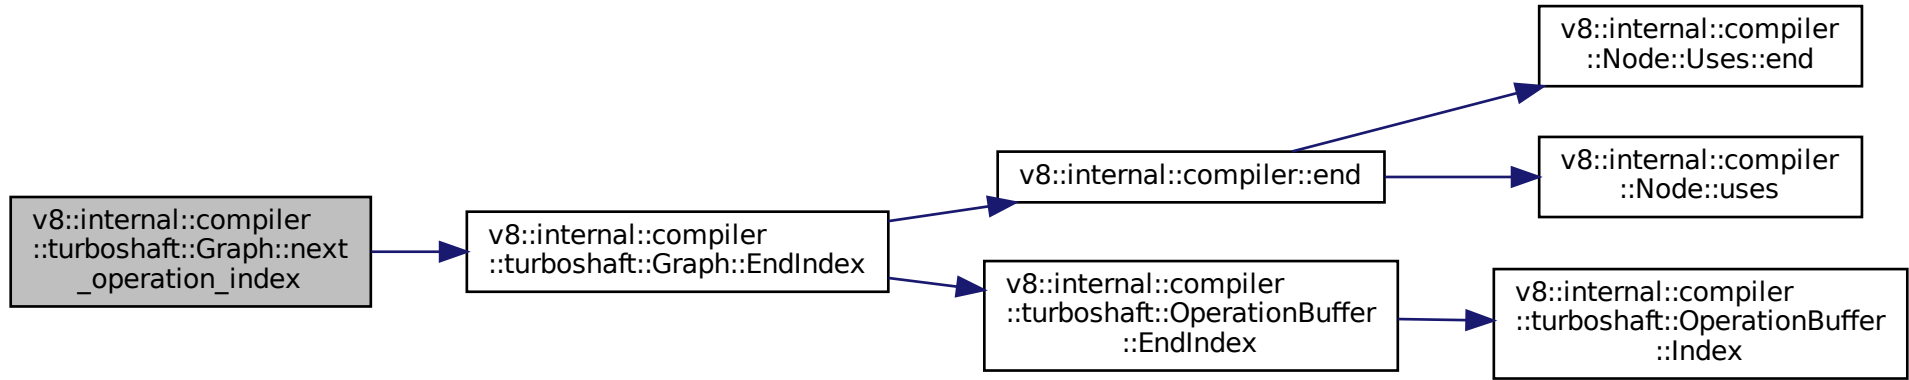 v8::internal::compiler
::turboshaft::Graph::next
_operation_index
v8::internal::compiler
::turboshaft::Graph::EndIndex
v8::internal::compiler::end
v8::internal::compiler
::Node::Uses::end
v8::internal::compiler
::Node::uses
v8::internal::compiler
::turboshaft::OperationBuffer
::EndIndex
v8::internal::compiler
::turboshaft::OperationBuffer
::Index